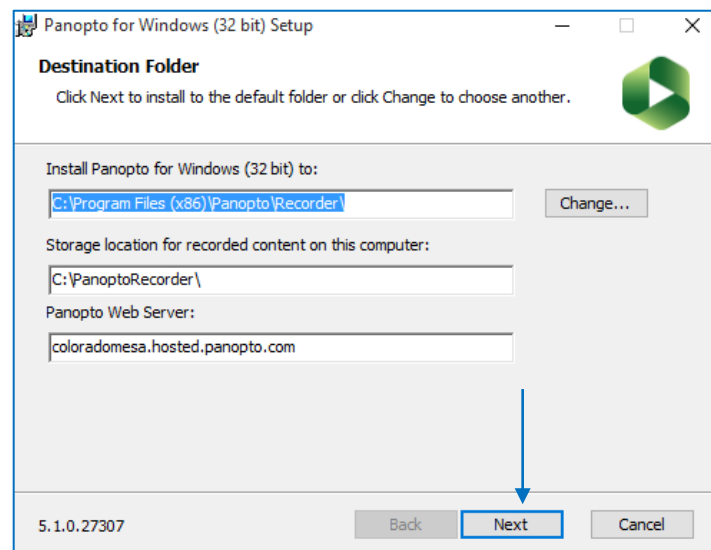 Panopto for Windows (32 bit) Setup
Destination Folder
Click Next to install to the default folder or click Change to choose another.
Install Panopto for Windows (32 bit) to:
C:\Program Files (x86)\Panopto\Recorder\
Change...
Storage location for recorded content on this computer:
C:\PanoptoRecorder\
Panopto Web Server:
coloradomesa.hosted.panopto.com
5.1.0.27307
Back
Next
Cancel